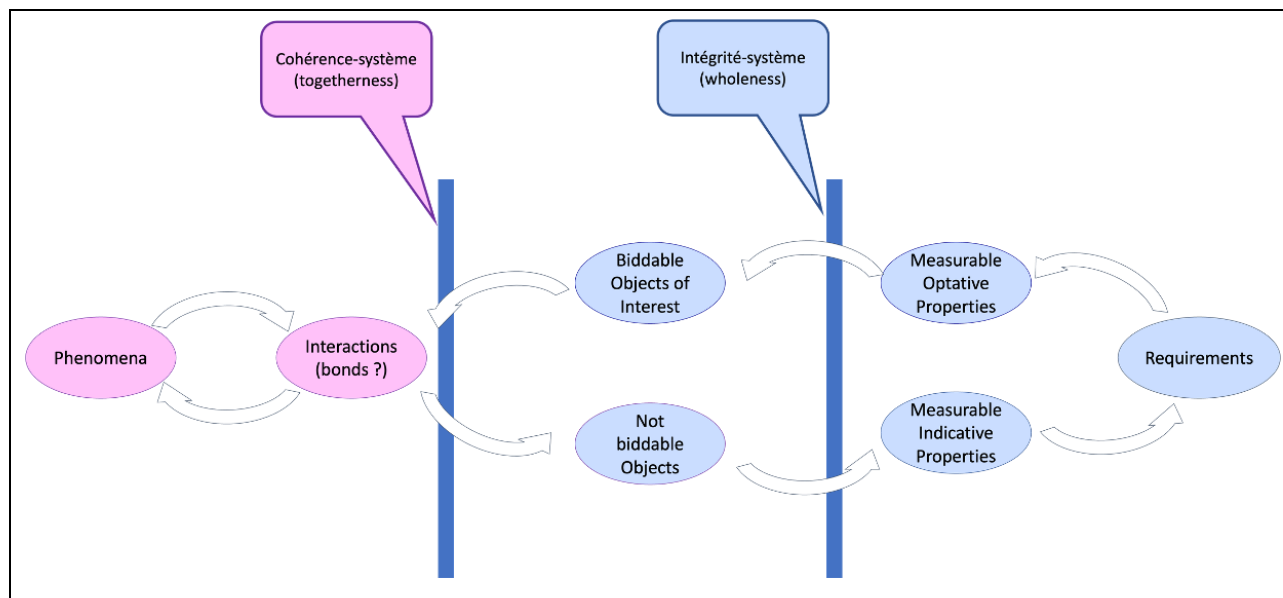 Cohérence-système
(togetherness)
Intégrité-système
(wholeness)
Biddable
Objects of
Interest
Measurable
Optative
Properties
Phenomena
Interactions
(bonds ?)
Requirements
Not
biddable
Objects
Measurable
Indicative
Properties